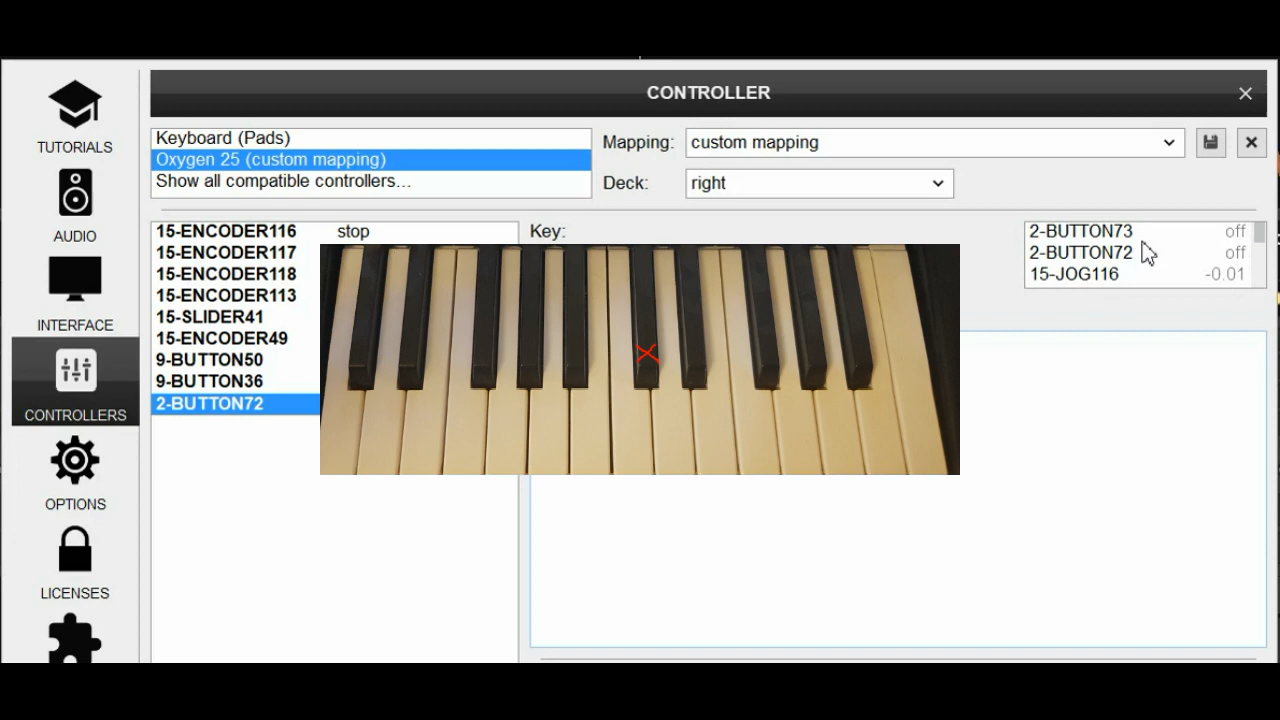 CONTROLLER
TUTORIALS
AUDIO
INTERFACE
CONTROLLERS
OPTIONS
LICENSES
Keyboard (Pads)
Oxygen 25 (custom mapping)
Show all compatible controllers...
Mapping: custom mapping
Deck: right
15-ENCODER116 stop
15-ENCODER117
15-ENCODER118
15-ENCODER113
15-SLIDER41
15-ENCODER49
9-BUTTON50
9-BUTTON36
2-BUTTON72
Key:
2-BUTTON73 off
2-BUTTON72 off
15-JOG116 -0.01